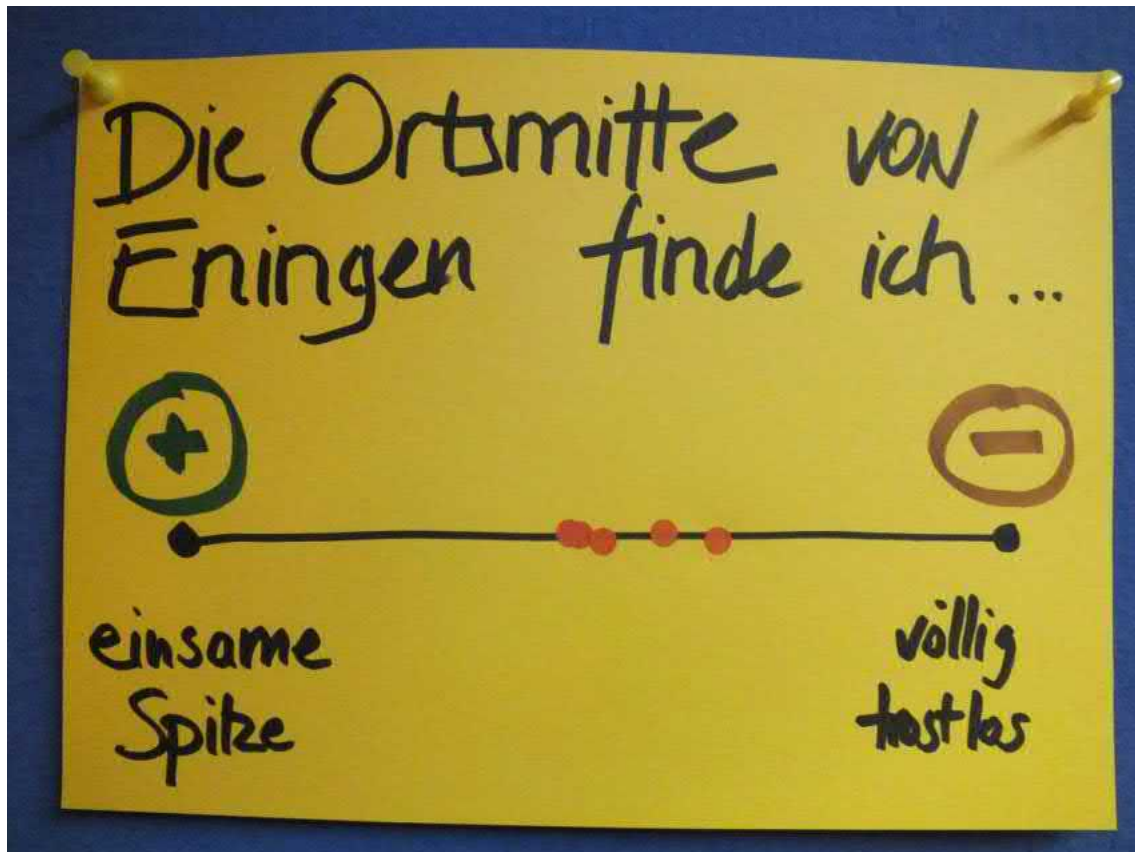 Die Ortsmitte von
Eningen finde ich ...
+ −
einsame völlig
Spitze trostlos